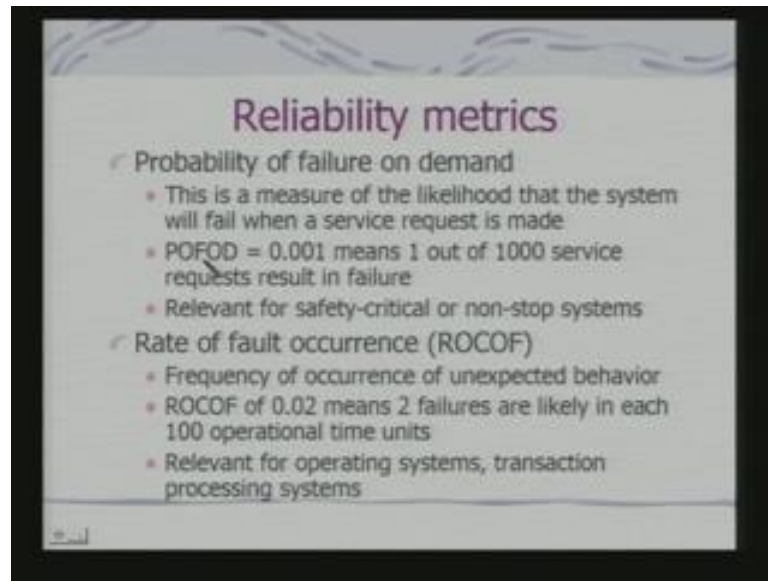 Reliability metrics
Probability of failure on demand
This is a measure of the likelihood that the system
will fail when a service request is made
POFOD = 0.001 means 1 out of 1000 service
requests result in failure
Relevant for safety-critical or non-stop systems
Rate of fault occurrence (ROCOF)
Frequency of occurrence of unexpected behavior
ROCOF of 0.02 means 2 failures are likely in each
100 operational time units
Relevant for operating systems, transaction
processing systems